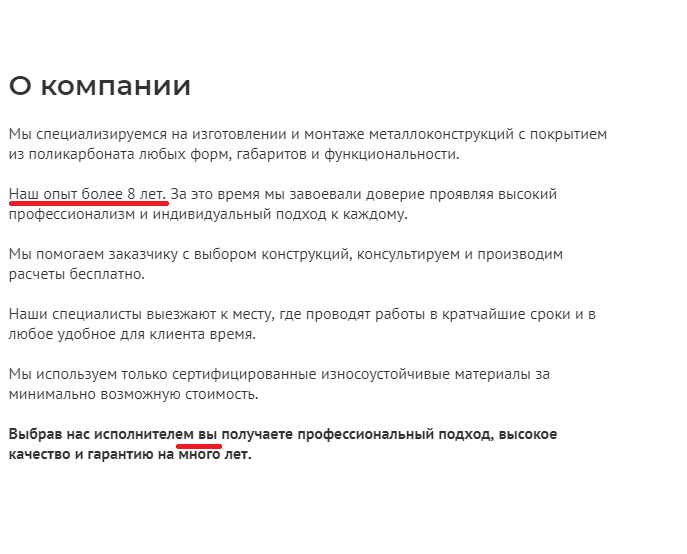 О компании
Мы специализируемся на изготовлении и монтаже металлоконструкций с покрытием
из поликарбоната любых форм, габаритов и функциональности.
Наш опыт более 8 лет. За это время мы завоевали доверие проявляя высокий
профессионализм и индивидуальный подход к каждому.
Мы помогаем заказчику с выбором конструкций, консультируем и производим
расчеты бесплатно.
Наши специалисты выезжают к месту, где проводят работы в кратчайшие сроки и в
любое удобное для клиента время.
Мы используем только сертифицированные износоустойчивые материалы за
минимально возможную стоимость.
Выбрав нас исполнителем вы получаете профессиональный подход, высокое
качество и гарантию на много лет.